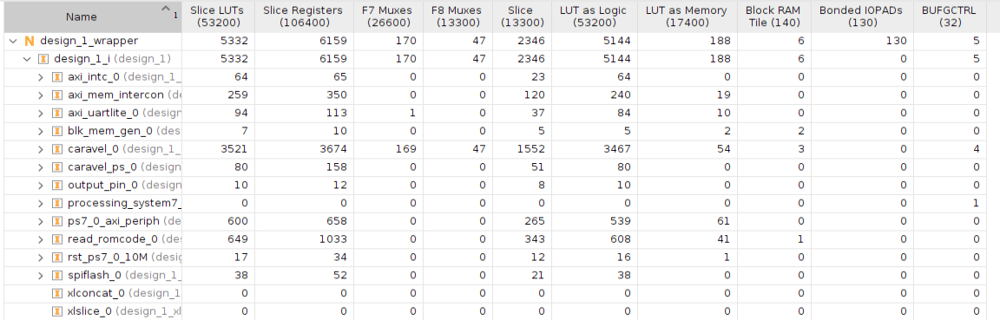 Name 1 Slice LUTs (53200) Slice Registers (106400) F7 Muxes (26600) F8 Muxes (13300) Slice (13300) LUT as Logic (53200) LUT as Memory (17400) Block RAM Tile (140) Bonded IOPADs (130) BUFGCTRL (32)
N design_1_wrapper 5332 6159 170 47 2346 5144 188 6 130 5
design_1_i (design_1) 5332 6159 170 47 2346 5144 188 6 0 5
axi_intc_0 (design_1_ 64 65 0 0 23 64 0 0 0 0
axi_mem_intercon (de 259 350 0 0 120 240 19 0 0 0
axi_uartlite_0 (design 94 113 1 0 37 84 10 0 0 0
blk_mem_gen_0 (des 7 10 0 0 5 5 2 2 0 0
caravel_0 (design_1_ 3521 3674 169 47 1552 3467 54 3 0 4
caravel_ps_0 (design 80 158 0 0 51 80 0 0 0 0
output_pin_0 (design 10 12 0 0 8 10 0 0 0 0
processing_system7_ 0 0 0 0 0 0 0 0 0 1
ps7_0_axi_periph (de 600 658 0 0 265 539 61 0 0 0
read_romcode_0 (des 649 1033 0 0 343 608 41 1 0 0
rst_ps7_0_10M (desig 17 34 0 0 12 16 1 0 0 0
spiflash_0 (design_1_ 38 52 0 0 21 38 0 0 0 0
xlconcat_0 (design_1 0 0 0 0 0 0 0 0 0 0
xlslice_0 (design_1_xl 0 0 0 0 0 0 0 0 0 0